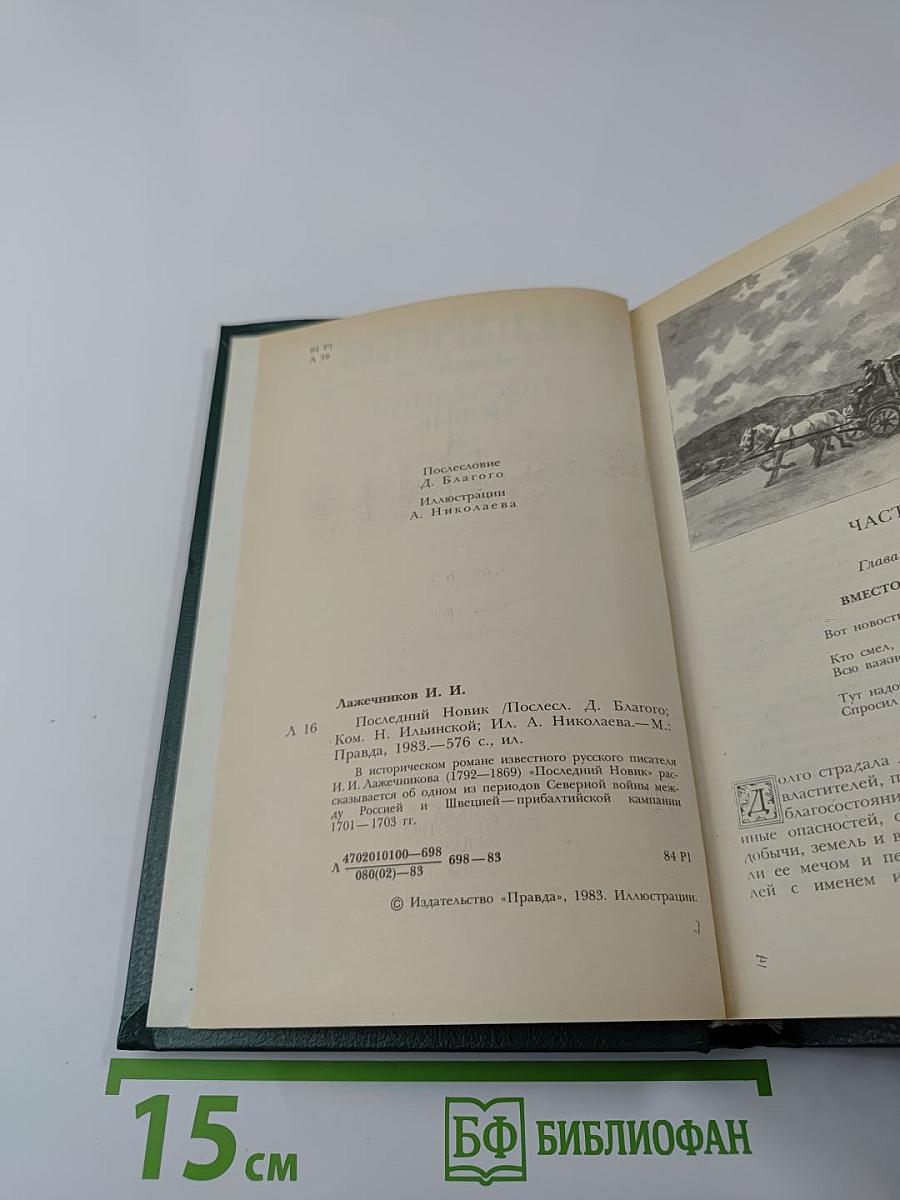 84 Р1
Л 16
Послесловие
Д. Благого
Иллюстрации
А. Николаева
Лажечников И. И.
Л 16
Последний Новик /Послесл. Д. Благого;
Ком. Н. Ильинской; Ил. А. Николаева.—М.:
Правда, 1983.—576 с., ил.
В историческом романе известного русского писателя
И. И. Лажечникова (1792—1869) «Последний Новик» рас-
сказывается об одном из периодов Северной войны меж-
ду Россией и Швецией—прибалтийской кампании
1701—1703 гг.
Л 4702010100—698
080(02)—83
698—83
84 Р1
© Издательство «Правда», 1983. Иллюстрации.
ЧАСТ
Глава
ВМЕСТО
Вот новост
Кто смел,
Всю важн
Тут надо
Спросил
Долго страдала
властителей, п
благосостояни
нные опасностей, с
добычи, земель и в
ли ее мечом и пе
лей с именем и
15 см
БФ БИБЛИОФАН